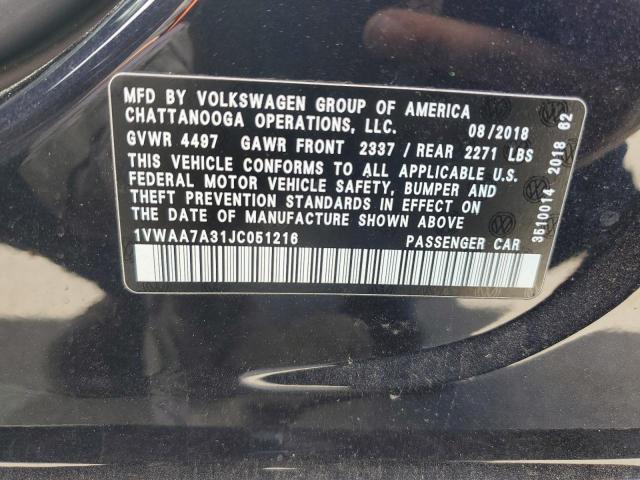 MFD BY VOLKSWAGEN GROUP OF AMERICA
CHATTANOOGA OPERATIONS, LLC. 08/2018
GVWR 4497 GAWR FRONT 2337 / REAR 2271 LBS
THIS VEHICLE CONFORMS TO ALL APPLICABLE U.S.
FEDERAL MOTOR VEHICLE SAFETY, BUMPER AND
THEFT PREVENTION STANDARDS IN EFFECT ON
THE DATE OF MANUFACTURE SHOWN ABOVE
1VWAA7A31JC051216 PASSENGER CAR
3510014 2018 62